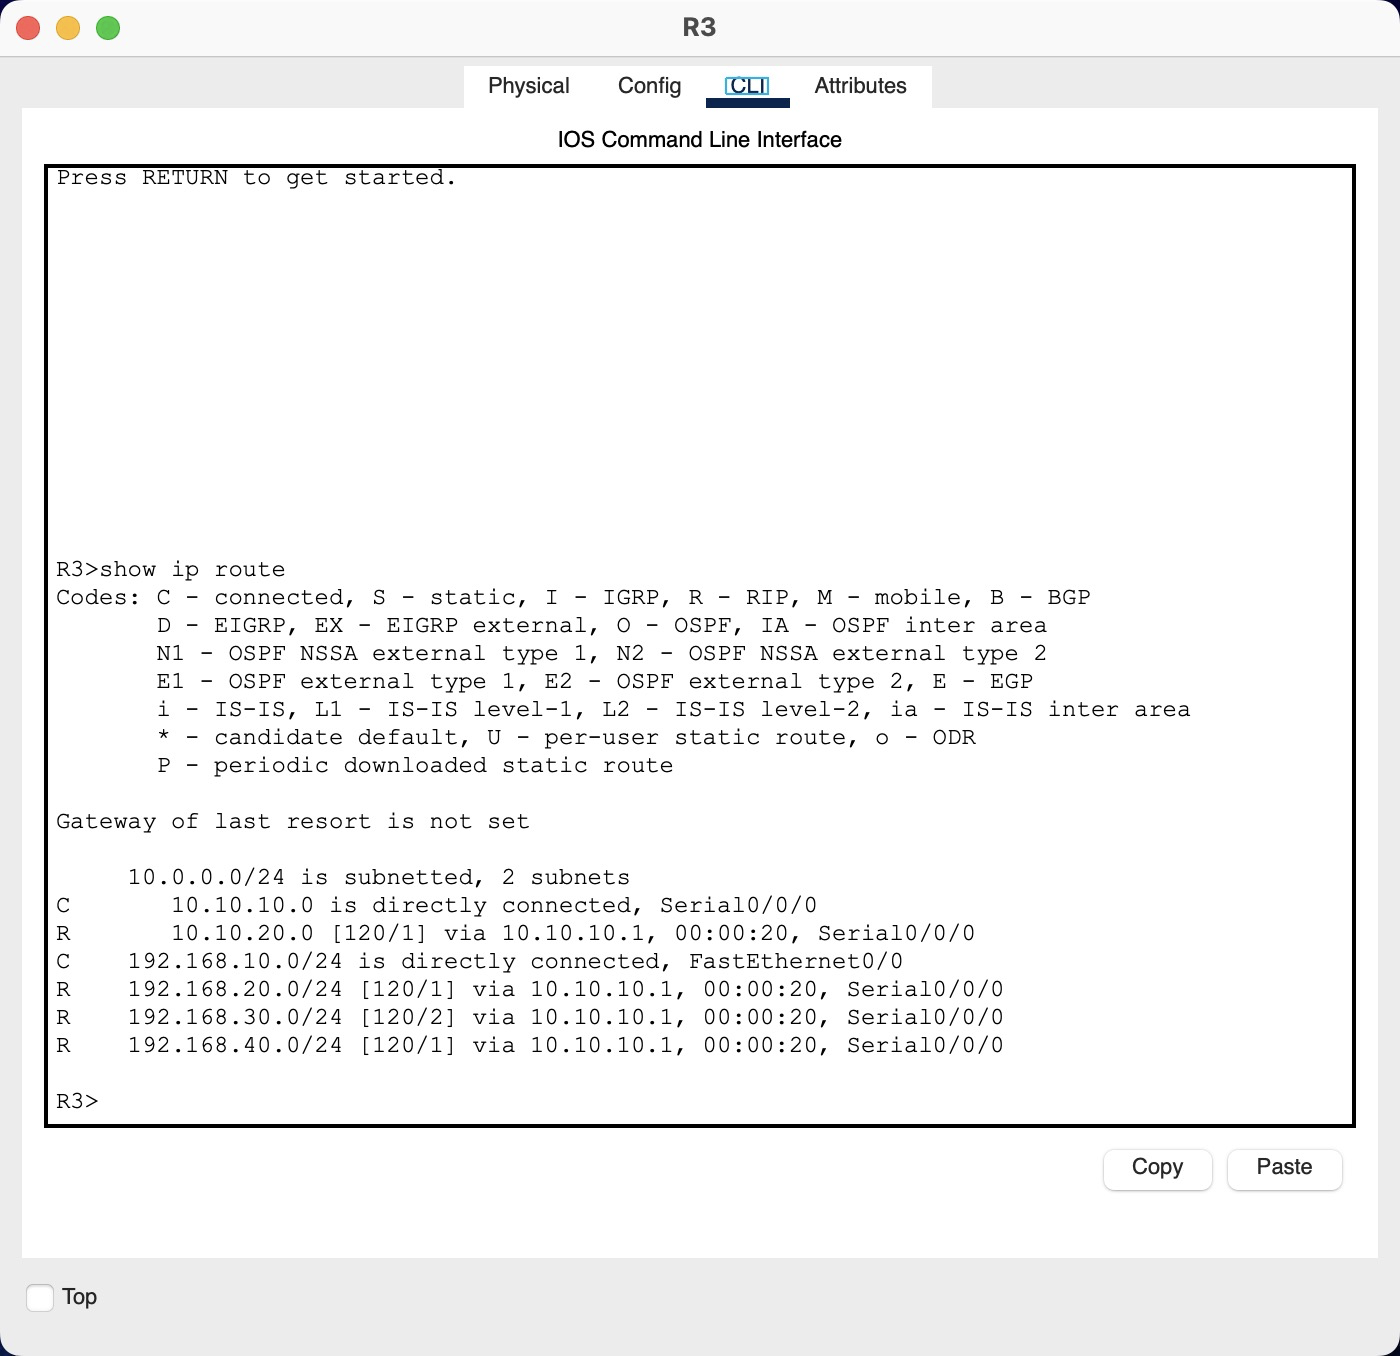 R3
Physical Config CLI Attributes
IOS Command Line Interface
Press RETURN to get started.
R3>show ip route
Codes: C - connected, S - static, I - IGRP, R - RIP, M - mobile, B - BGP
       D - EIGRP, EX - EIGRP external, O - OSPF, IA - OSPF inter area
       N1 - OSPF NSSA external type 1, N2 - OSPF NSSA external type 2
       E1 - OSPF external type 1, E2 - OSPF external type 2, E - EGP
       i - IS-IS, L1 - IS-IS level-1, L2 - IS-IS level-2, ia - IS-IS inter area
       * - candidate default, U - per-user static route, o - ODR
       P - periodic downloaded static route
Gateway of last resort is not set
     10.0.0.0/24 is subnetted, 2 subnets
C       10.10.10.0 is directly connected, Serial0/0/0
R       10.10.20.0 [120/1] via 10.10.10.1, 00:00:20, Serial0/0/0
C    192.168.10.0/24 is directly connected, FastEthernet0/0
R    192.168.20.0/24 [120/1] via 10.10.10.1, 00:00:20, Serial0/0/0
R    192.168.30.0/24 [120/2] via 10.10.10.1, 00:00:20, Serial0/0/0
R    192.168.40.0/24 [120/1] via 10.10.10.1, 00:00:20, Serial0/0/0
R3>
Copy Paste
Top